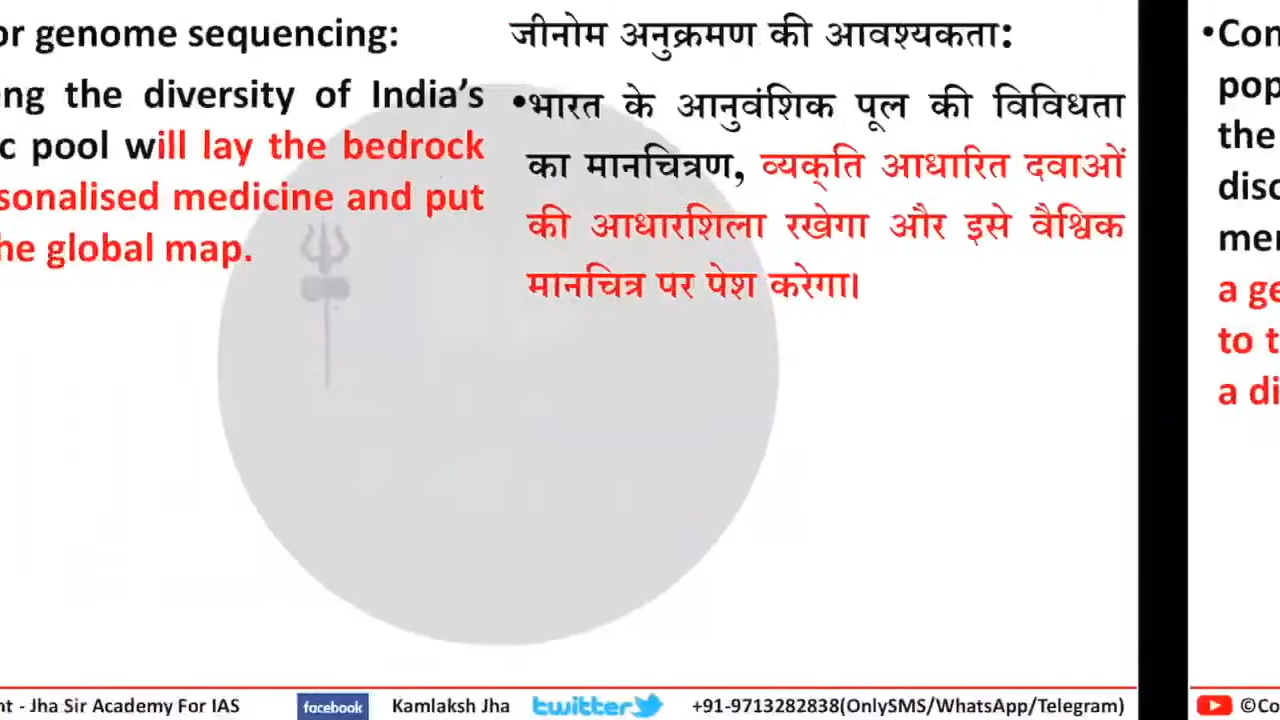 or genome sequencing:
eng the diversity of India's
c pool will lay the bedrock
sonalised medicine and put
he global map.
जीनोम अनुक्रमण की आवश्यकता:
•भारत के आनुवंशिक पूल की विविधता
का मानचित्रण, व्यक्ति आधारित दवाओं
की आधारशिला रखेगा और इसे वैश्विक
मानचित्र पर पेश करेगा।
•Con
pop
the
disc
mer
a ge
to t
a di
nt - Jha Sir Academy For IAS facebook Kamlaksh Jha twitter +91-9713282838(OnlySMS/WhatsApp/Telegram)
©Co